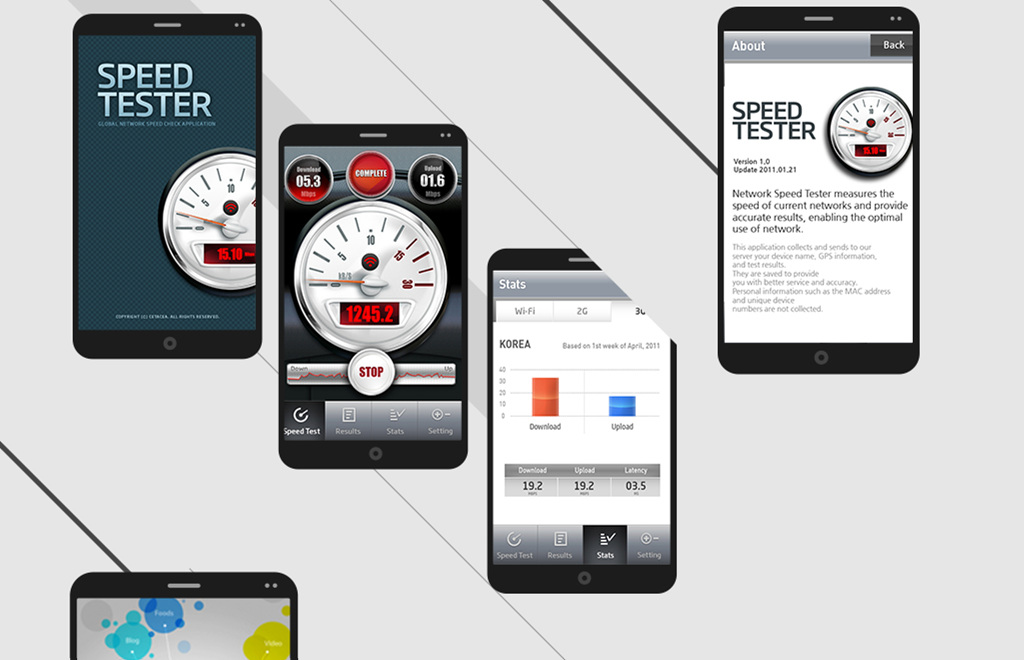 SPEED
TESTER
GLOBAL NETWORK SPEED CHECK APPLICATION
5
10
15.10
COPYRIGHT (C) EXTACEA. ALL RIGHTS RESERVED.
Download
05.3
Mbps
COMPLETE
Upload
01.6
Mbps
5
10
15
30
kB/s
1245.2
Down
STOP
Up
Speed Test
Results
Stats
Setting
Stats
Wi-Fi
2G
3G
KOREA
Based on 1st week of April, 2011
40
30
20
10
0
Download
Upload
Download
Upload
Latency
19.2
19.2
03.5
Speed Test
Results
Stats
Setting
About
Back
SPEED
TESTER
10
15.10
Version 1.0
Update 2011.01.21
Network Speed Tester measures the
speed of current networks and provide
accurate results, enabling the optimal
use of network.
This application collects and sends to our
server your device name, GPS information,
and test results.
They are saved to provide
you with better service and accuracy.
Personal information such as the MAC address
and unique device
numbers are not collected.
Feeds
Blog
Video